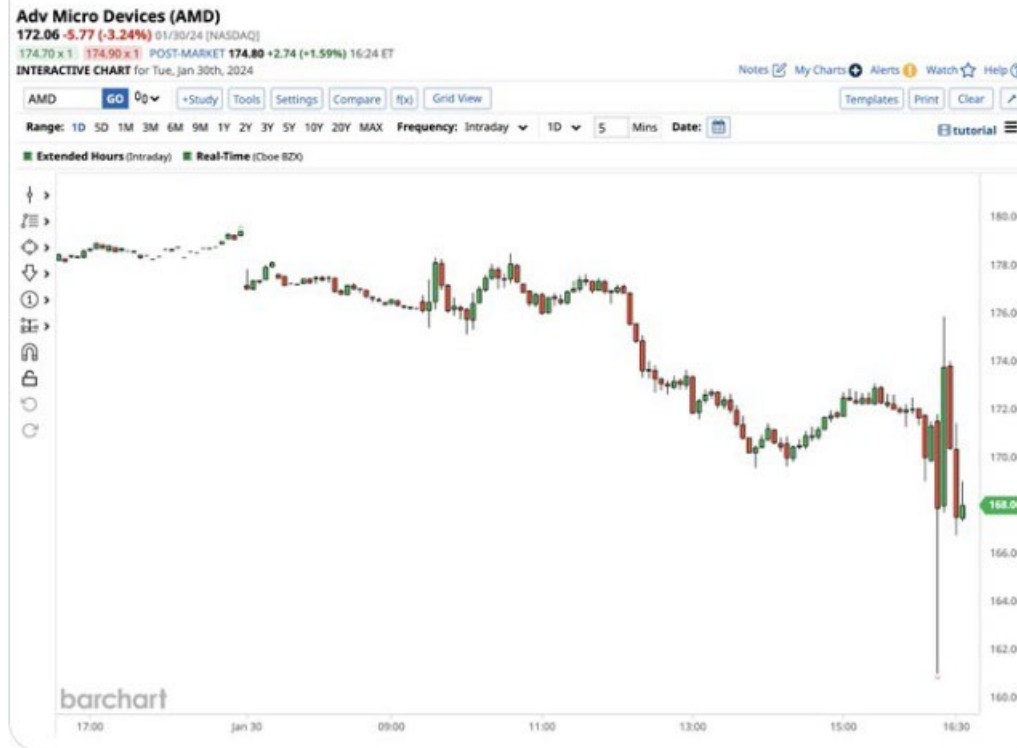 Adv Micro Devices (AMD)
172.06 -5.77 (-3.24%) 01/30/24 [NASDAQ]
174.70 x 1 174.90 x 1 POST-MARKET 174.80 +2.74 (+1.59%) 16:24 ET
INTERACTIVE CHART for Tue, Jan 30th, 2024
Notes My Charts Alerts Watch Help
AMD GO +Study Tools Settings Compare f(x) Grid View Templates Print Clear
Range: 1D 5D 1M 3M 6M 9M 1Y 2Y 3Y 5Y 10Y 20Y MAX Frequency: Intraday 1D 5 Mins Date: tutorial
Extended Hours (Intraday) Real-Time (Cboe BZX)
180.0
178.0
176.0
174.0
172.0
170.0
168.0
166.0
164.0
162.0
160.0
barchart
17:00 Jan 30 09:00 11:00 13:00 15:00 16:30